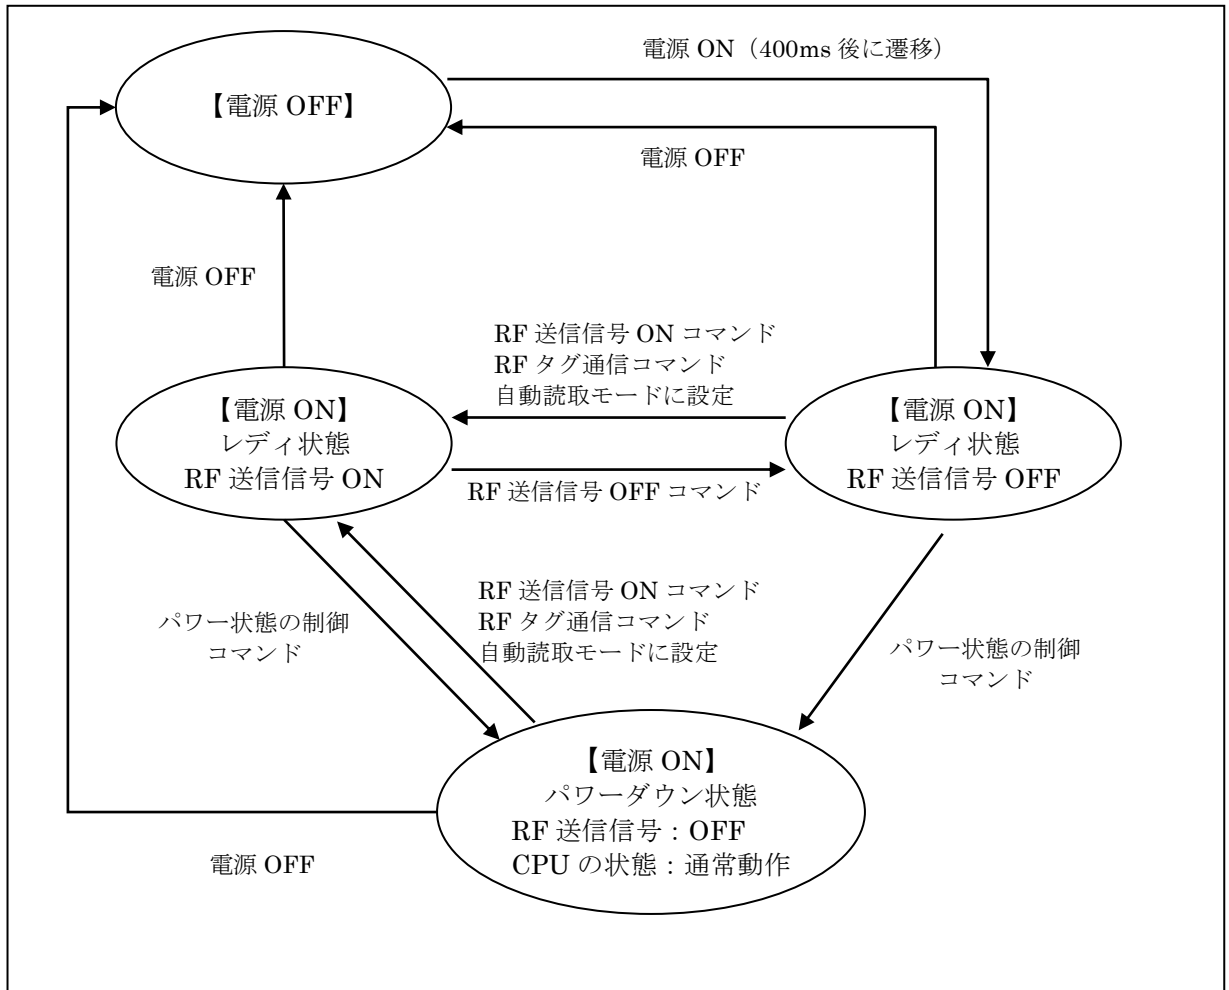 電源 ON（400ms 後に遷移）
【電源 OFF】
電源 OFF
電源 OFF
RF 送信信号 ON コマンド
RF タグ通信コマンド
自動読取モードに設定
【電源 ON】
レディ状態
RF 送信信号 ON
【電源 ON】
レディ状態
RF 送信信号 OFF
RF 送信信号 OFF コマンド
RF 送信信号 ON コマンド
RF タグ通信コマンド
自動読取モードに設定
パワー状態の制御
コマンド
パワー状態の制御
コマンド
【電源 ON】
パワーダウン状態
RF 送信信号：OFF
CPU の状態：通常動作
電源 OFF